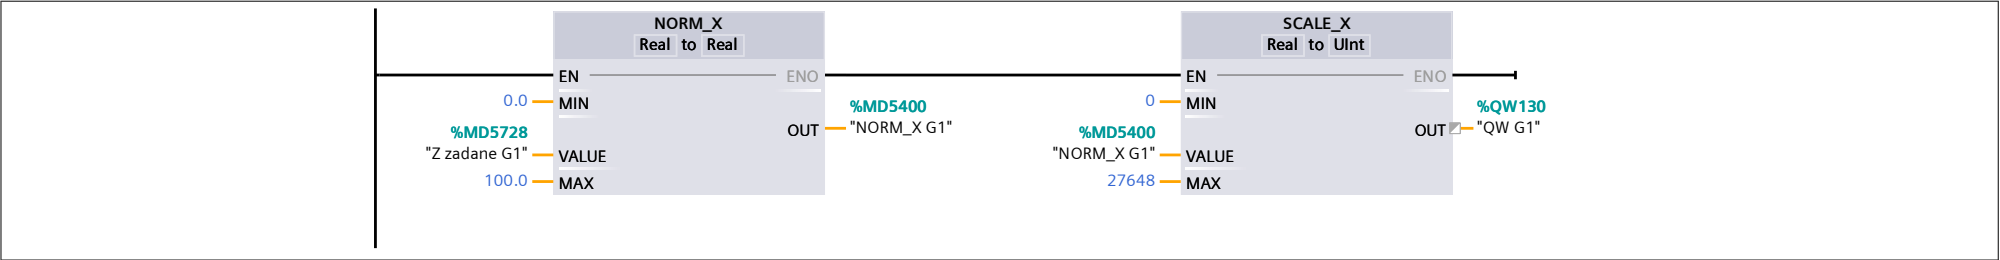 NORM_X
Real to Real
EN
ENO
0.0
MIN
%MD5728
"Z zadane G1"
VALUE
100.0
MAX
OUT
%MD5400
"NORM_X G1"
SCALE_X
Real to UInt
EN
ENO
0
MIN
%MD5400
"NORM_X G1"
VALUE
27648
MAX
OUT
%QW130
"QW G1"